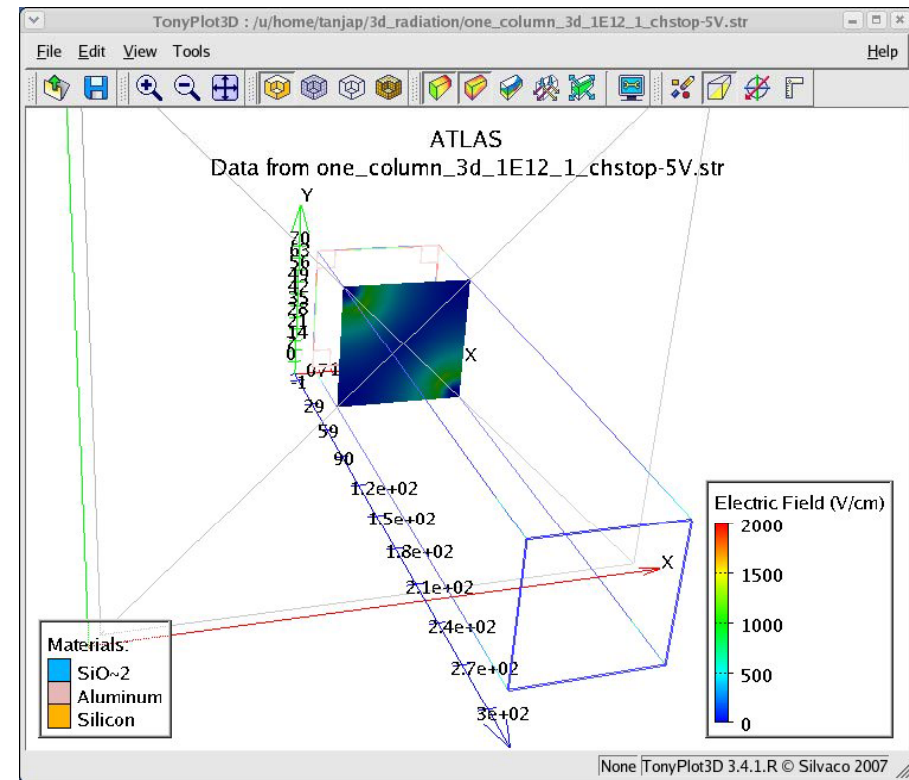 TonyPlot3D : /u/home/tanjap/3d_radiation/one_column_3d_1E12_1_chstop-5V.str
File Edit View Tools Help
ATLAS
Data from one_column_3d_1E12_1_chstop-5V.str
Y
70
63
56
49
42
35
28
21
14
7
0
X
-1
29
59
90
1.2e+02
1.5e+02
1.8e+02
2.1e+02
2.4e+02
2.7e+02
3e+02
X
Materials:
SiO~2
Aluminum
Silicon
Electric Field (V/cm)
2000
1500
1000
500
0
None TonyPlot3D 3.4.1.R © Silvaco 2007